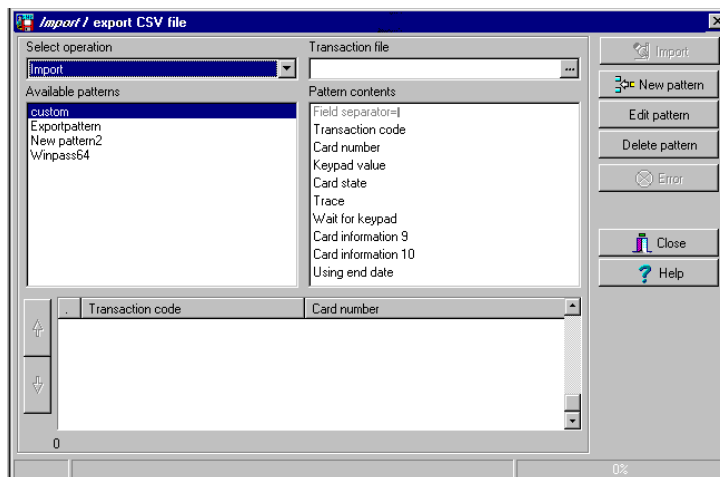 Import / export CSV file
Select operation
Import
Available patterns
custom
Exportpattern
New pattern2
Winpass64
Transaction file
...
Pattern contents
Field separator=|
Transaction code
Card number
Keypad value
Card state
Trace
Wait for keypad
Card information 9
Card information 10
Using end date
Import
New pattern
Edit pattern
Delete pattern
Error
Close
? Help
. Transaction code Card number
0
0%